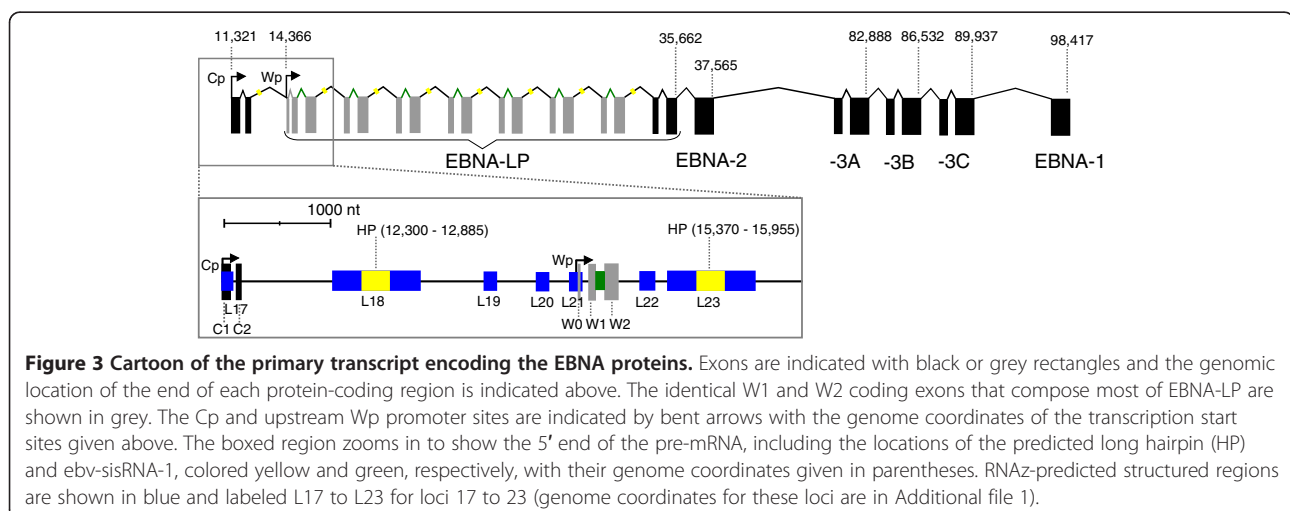 11,321 14,366 35,662 37,565 82,888 86,532 89,937 98,417
Cp Wp
EBNA-LP EBNA-2 -3A -3B -3C EBNA-1
1000 nt
HP (12,300 - 12,885) HP (15,370 - 15,955)
Cp Wp
L17 L18 L19 L20 L21 L22 L23
C1 C2 W0 W1 W2
Figure 3 Cartoon of the primary transcript encoding the EBNA proteins. Exons are indicated with black or grey rectangles and the genomic
location of the end of each protein-coding region is indicated above. The identical W1 and W2 coding exons that compose most of EBNA-LP are
shown in grey. The Cp and upstream Wp promoter sites are indicated by bent arrows with the genome coordinates of the transcription start
sites given above. The boxed region zooms in to show the 5′ end of the pre-mRNA, including the locations of the predicted long hairpin (HP)
and ebv-sisRNA-1, colored yellow and green, respectively, with their genome coordinates given in parentheses. RNAz-predicted structured regions
are shown in blue and labeled L17 to L23 for loci 17 to 23 (genome coordinates for these loci are in Additional file 1).